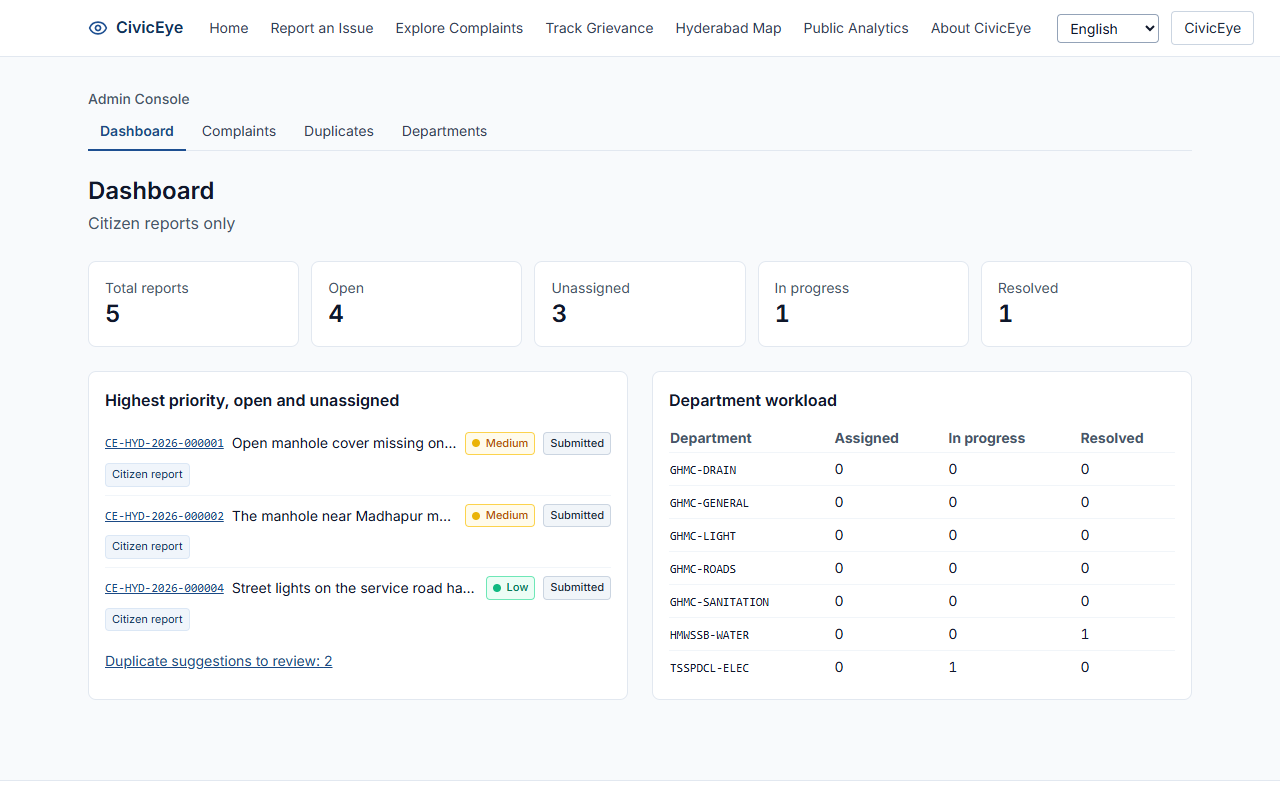 CivicEye Home Report an Issue Explore Complaints Track Grievance Hyderabad Map Public Analytics About CivicEye English CivicEye
Admin Console
Dashboard Complaints Duplicates Departments
Dashboard
Citizen reports only
Total reports Open Unassigned In progress Resolved
5 4 3 1 1
Highest priority, open and unassigned
CE-HYD-2026-000001 Open manhole cover missing on... Medium Submitted
Citizen report
CE-HYD-2026-000002 The manhole near Madhapur m... Medium Submitted
Citizen report
CE-HYD-2026-000004 Street lights on the service road ha... Low Submitted
Citizen report
Duplicate suggestions to review: 2
Department workload
Department Assigned In progress Resolved
GHMC-DRAIN 0 0 0
GHMC-GENERAL 0 0 0
GHMC-LIGHT 0 0 0
GHMC-ROADS 0 0 0
GHMC-SANITATION 0 0 0
HMWSSB-WATER 0 0 1
TSSPDCL-ELEC 0 1 0